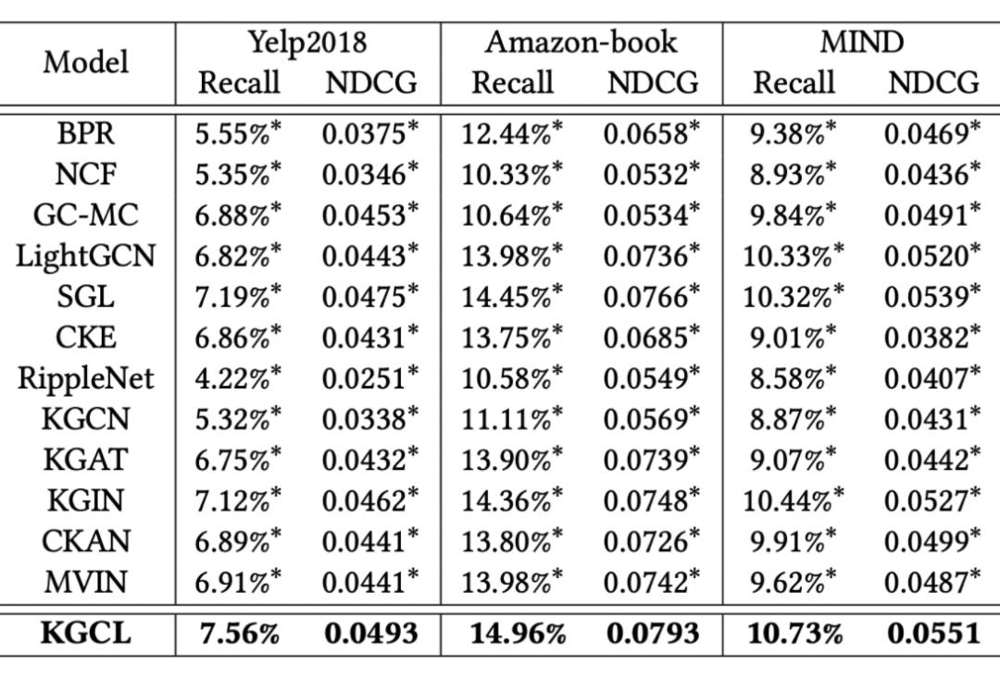 Model Yelp2018 Amazon-book MIND
Recall NDCG Recall NDCG Recall NDCG
BPR 5.55%* 0.0375* 12.44%* 0.0658* 9.38%* 0.0469*
NCF 5.35%* 0.0346* 10.33%* 0.0532* 8.93%* 0.0436*
GC-MC 6.88%* 0.0453* 10.64%* 0.0534* 9.84%* 0.0491*
LightGCN 6.82%* 0.0443* 13.98%* 0.0736* 10.33%* 0.0520*
SGL 7.19%* 0.0475* 14.45%* 0.0766* 10.32%* 0.0539*
CKE 6.86%* 0.0431* 13.75%* 0.0685* 9.01%* 0.0382*
RippleNet 4.22%* 0.0251* 10.58%* 0.0549* 8.58%* 0.0407*
KGCN 5.32%* 0.0338* 11.11%* 0.0569* 8.87%* 0.0431*
KGAT 6.75%* 0.0432* 13.90%* 0.0739* 9.07%* 0.0442*
KGIN 7.12%* 0.0462* 14.36%* 0.0748* 10.44%* 0.0527*
CKAN 6.89%* 0.0441* 13.80%* 0.0726* 9.91%* 0.0499*
MVIN 6.91%* 0.0441* 13.98%* 0.0742* 9.62%* 0.0487*
KGCL 7.56% 0.0493 14.96% 0.0793 10.73% 0.0551